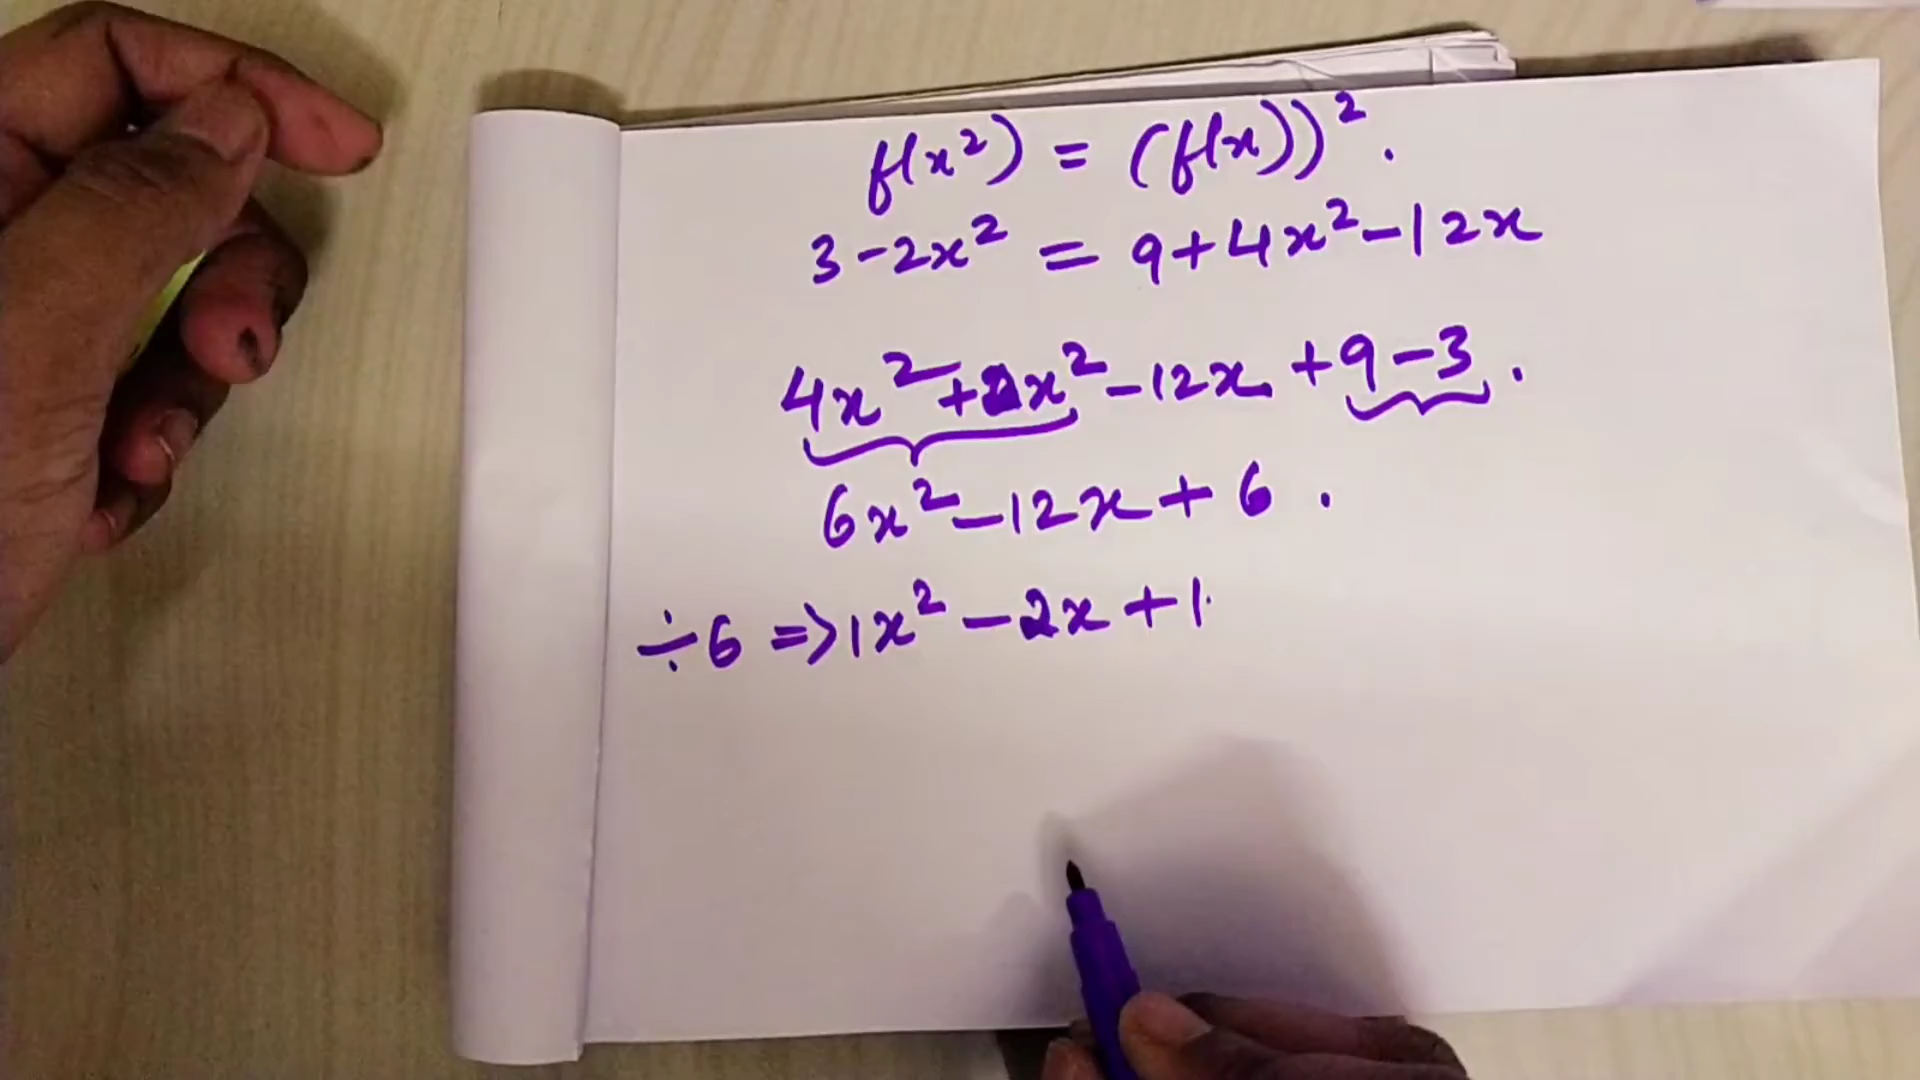 f(x²) = (f(x))².
3-2x² = 9+4x²-12x
4x²+2x²-12x+9-3.
6x²-12x+6.
÷6 => 1x²-2x+1.